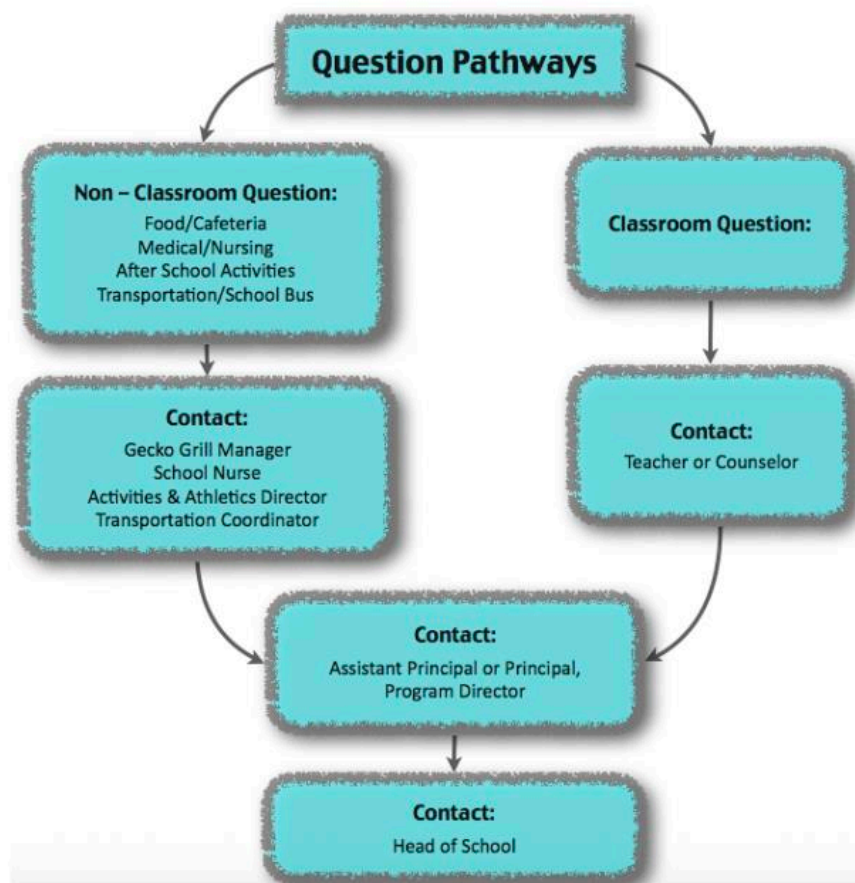 Question Pathways
Non – Classroom Question:
Food/Cafeteria
Medical/Nursing
After School Activities
Transportation/School Bus
Classroom Question:
Contact:
Gecko Grill Manager
School Nurse
Activities & Athletics Director
Transportation Coordinator
Contact:
Teacher or Counselor
Contact:
Assistant Principal or Principal,
Program Director
Contact:
Head of School